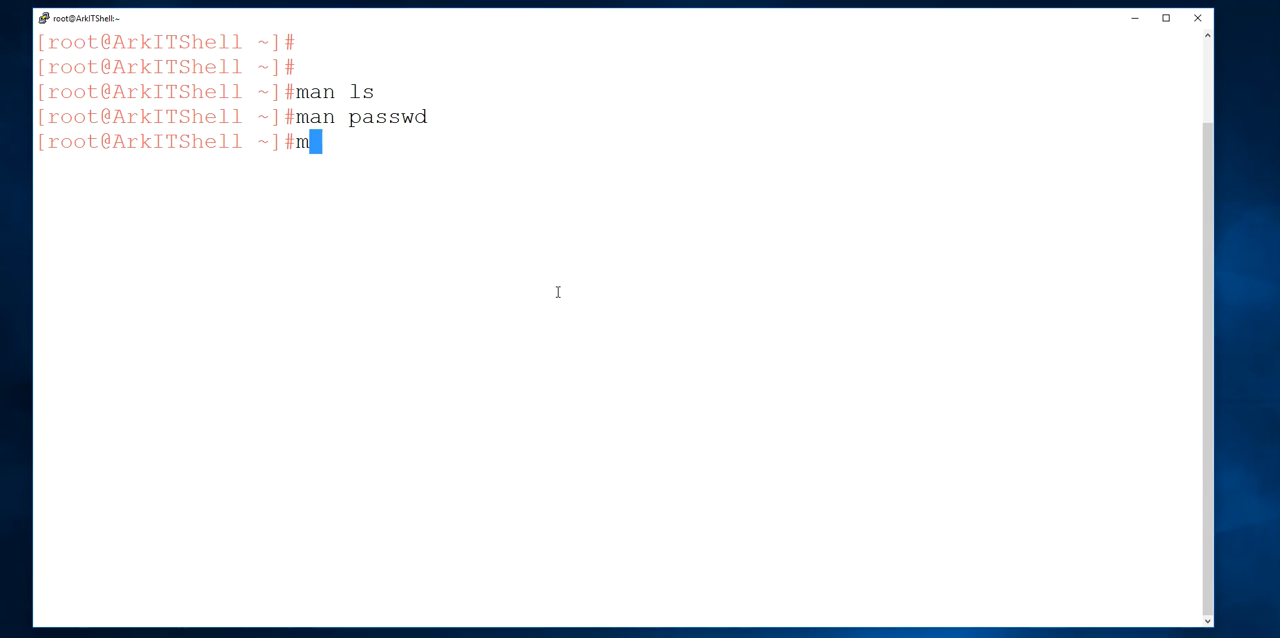 root@ArkITShell:~
[root@ArkITShell ~]#
[root@ArkITShell ~]#
[root@ArkITShell ~]#man ls
[root@ArkITShell ~]#man passwd
[root@ArkITShell ~]#m